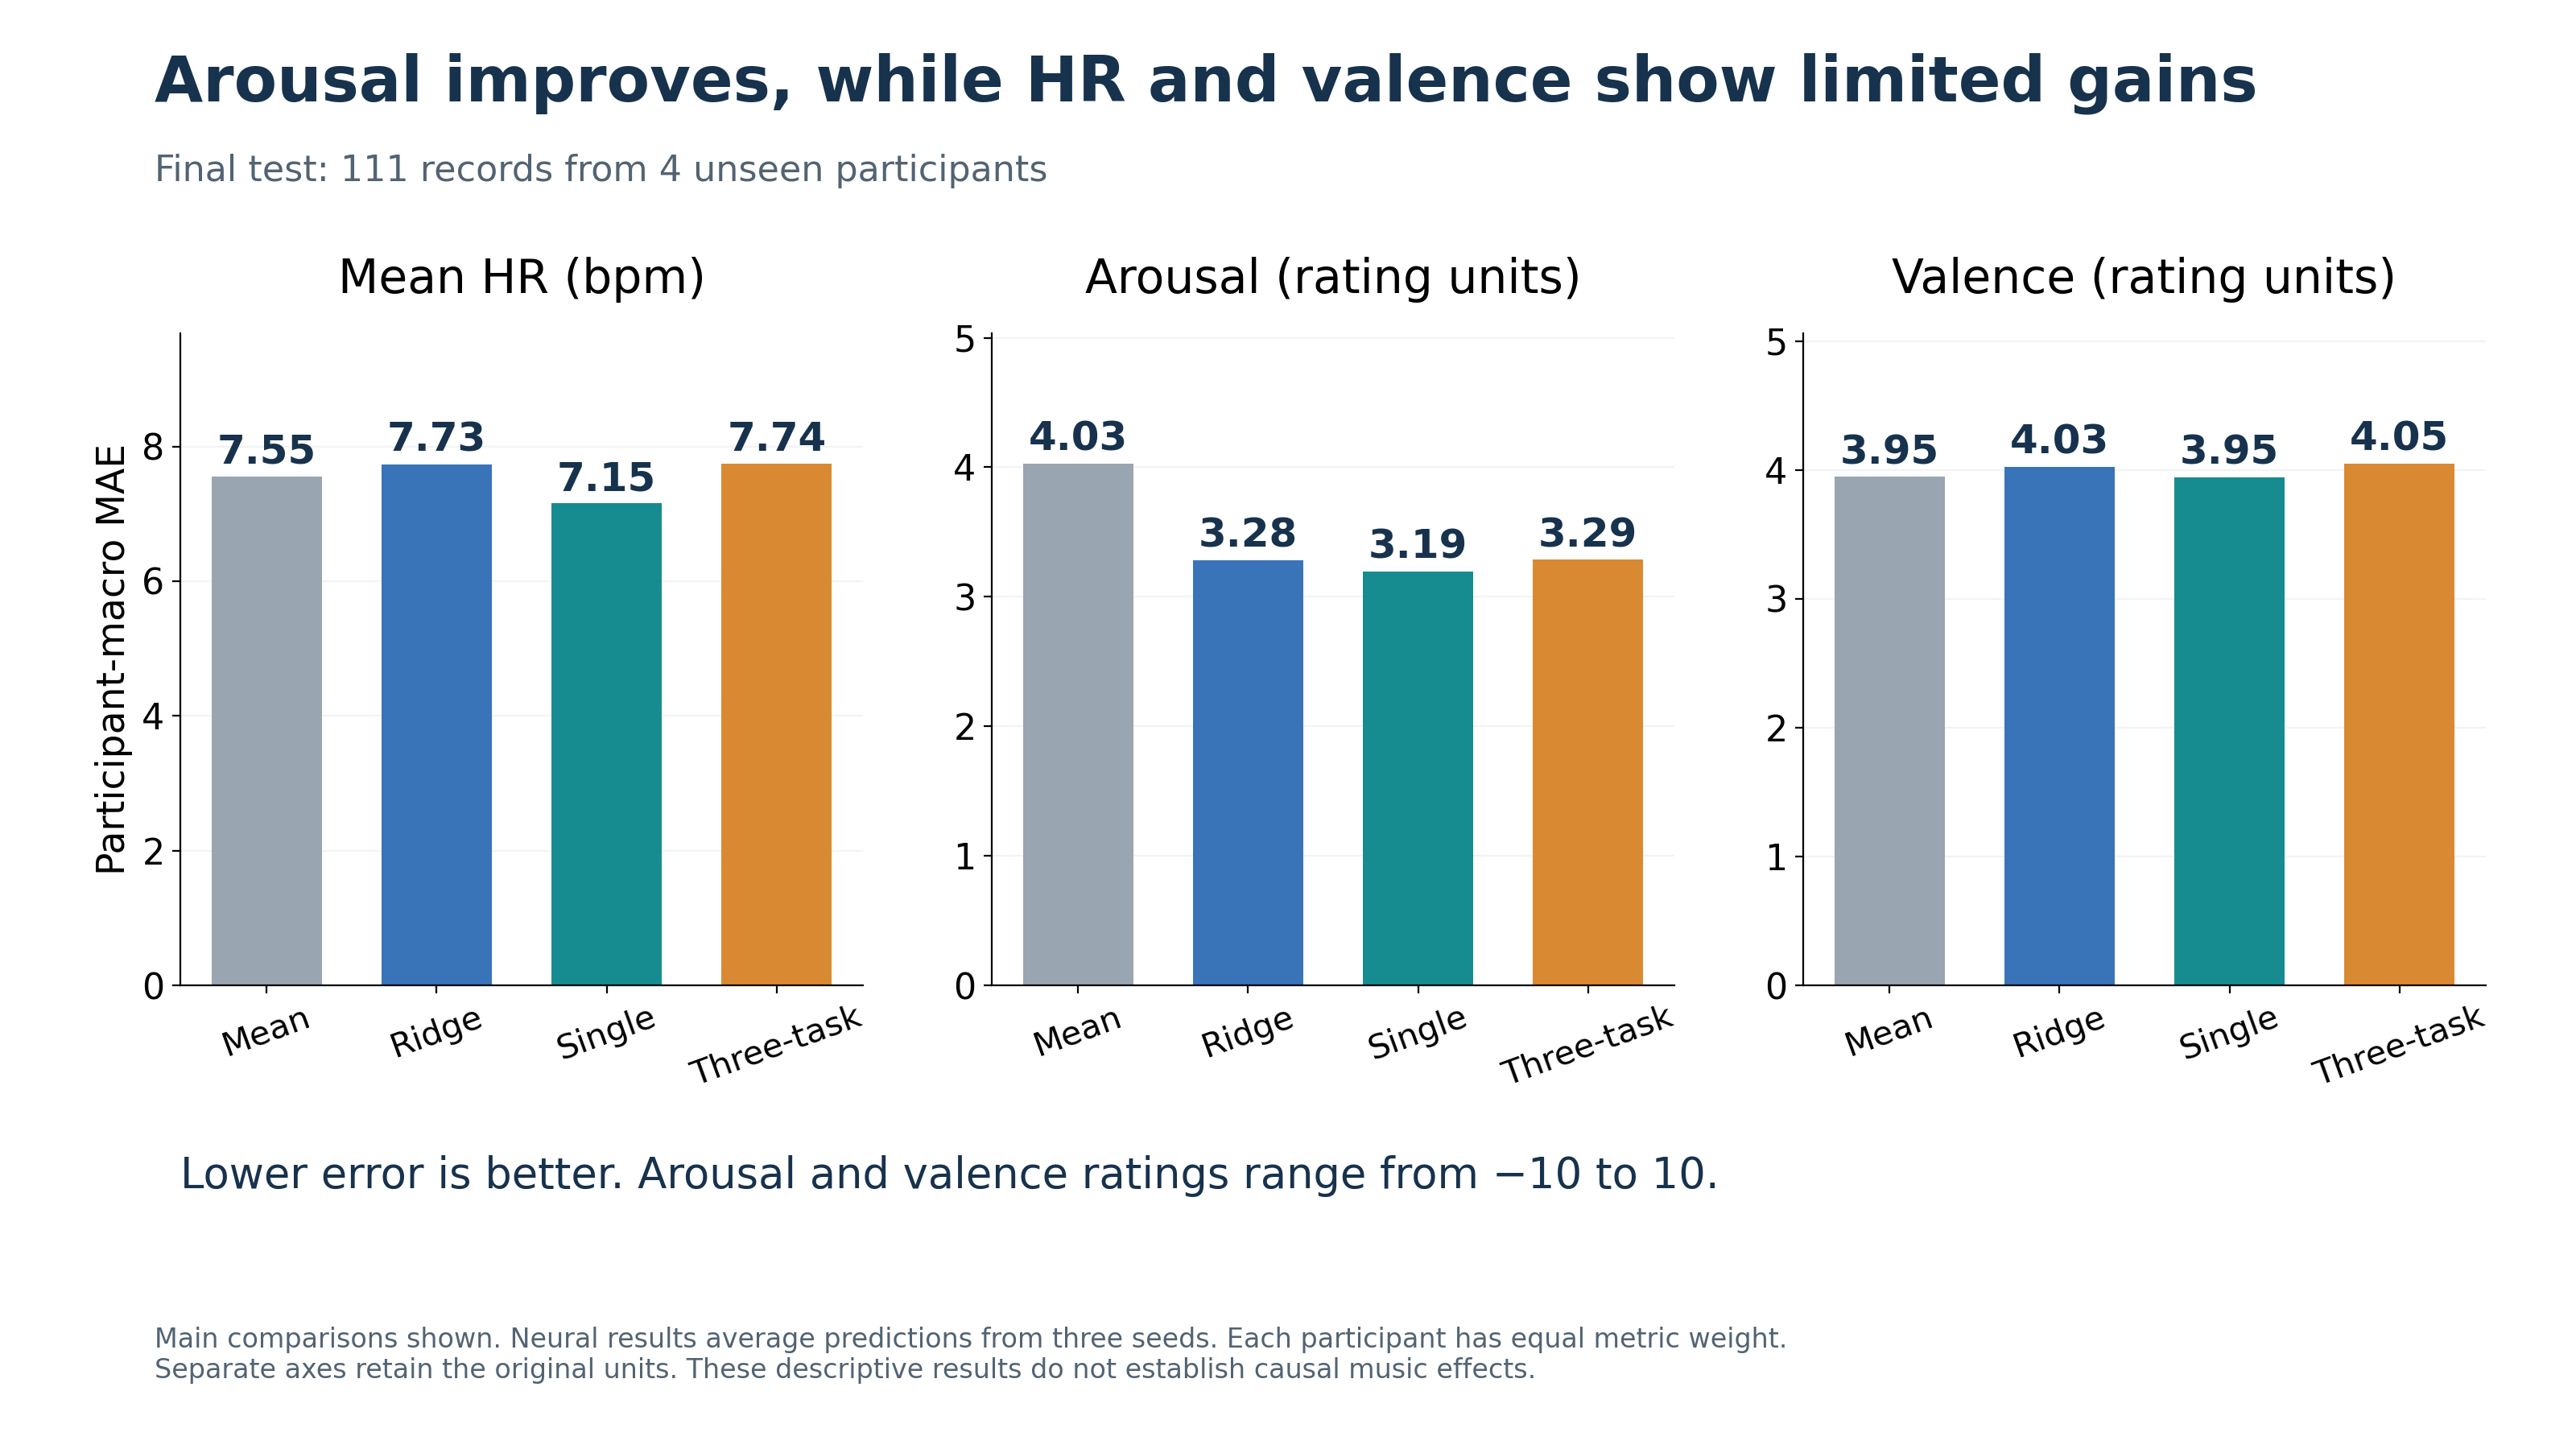 Arousal improves, while HR and valence show limited gains
Final test: 111 records from 4 unseen participants
Mean HR (bpm)
Participant-macro MAE
8
6
4
2
0
7.55
7.73
7.15
7.74
Mean
Ridge
Single
Three-task
Arousal (rating units)
5
4
3
2
1
0
4.03
3.28
3.19
3.29
Mean
Ridge
Single
Three-task
Valence (rating units)
5
4
3
2
1
0
3.95
4.03
3.95
4.05
Mean
Ridge
Single
Three-task
Lower error is better. Arousal and valence ratings range from −10 to 10.
Main comparisons shown. Neural results average predictions from three seeds. Each participant has equal metric weight.
Separate axes retain the original units. These descriptive results do not establish causal music effects.